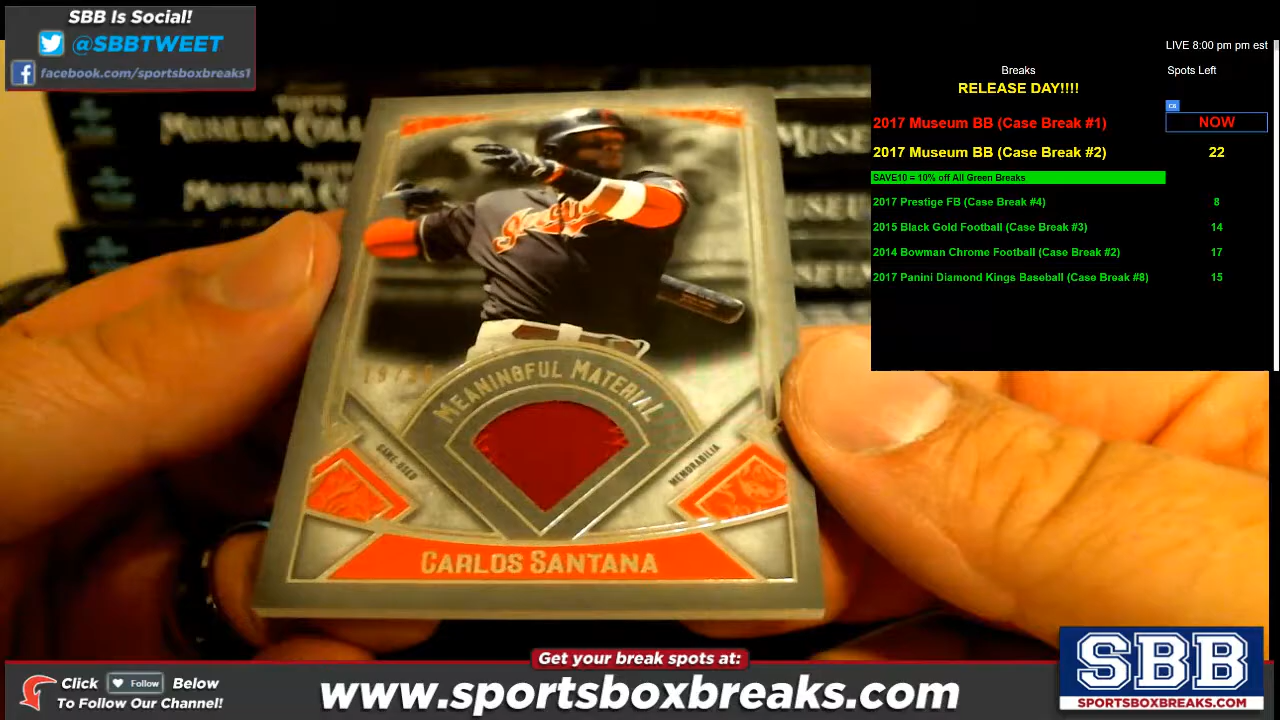 SBB Is Social!
@SBBTWEET
facebook.com/sportsboxbreaks1
LIVE 8:00 pm pm est
Breaks Spots Left
RELEASE DAY!!!!
2017 Museum BB (Case Break #1) NOW
2017 Museum BB (Case Break #2) 22
SAVE10 = 10% off All Green Breaks
2017 Prestige FB (Case Break #4) 8
2015 Black Gold Football (Case Break #3) 14
2014 Bowman Chrome Football (Case Break #2) 17
2017 Panini Diamond Kings Baseball (Case Break #8) 15
TOPPS
MUSEUM
Indians
MEANINGFUL MATERIAL
GAME-USED
MEMORABILIA
CARLOS SANTANA
Get your break spots at:
Click Follow Below
To Follow Our Channel!
www.sportsboxbreaks.com
SBB
SPORTSBOXBREAKS.COM